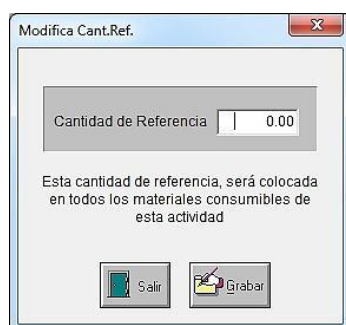 Modifica Cant.Ref.
Cantidad de Referencia 0.00
Esta cantidad de referencia, será colocada
en todos los materiales consumibles de
esta actividad
Salir Grabar